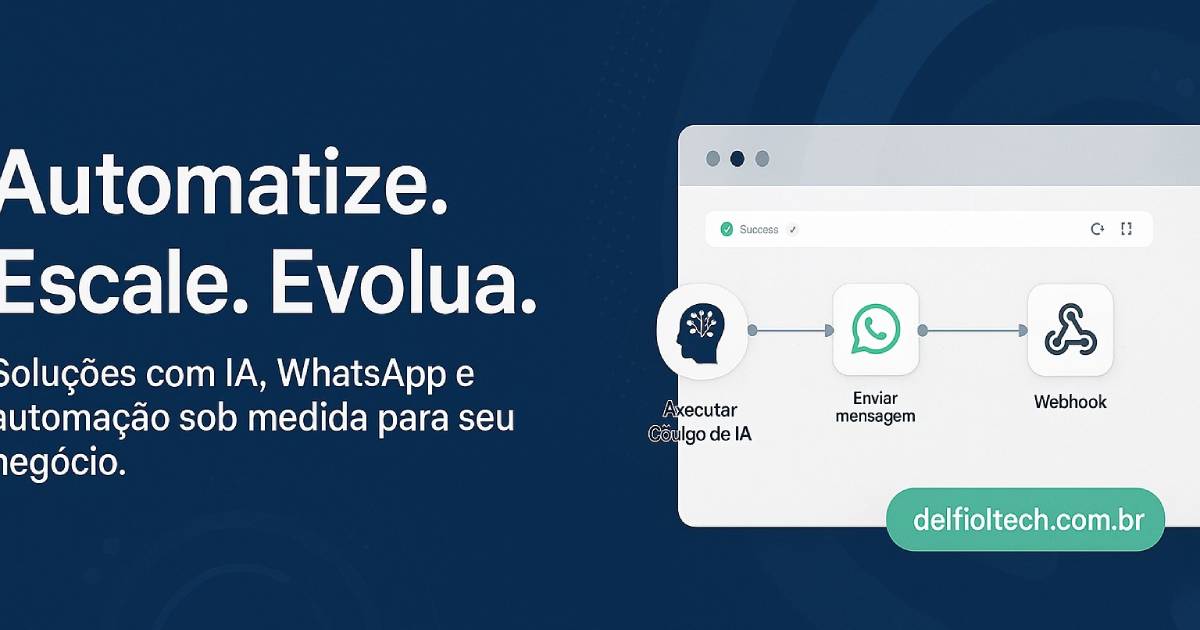 Automatize.
Escale. Evolua.
Soluções com IA, WhatsApp e
automação sob medida para seu
negócio.
Success
Axecutar
Côulgo de IA
Enviar
mensagem
Webhook
delfioltech.com.br